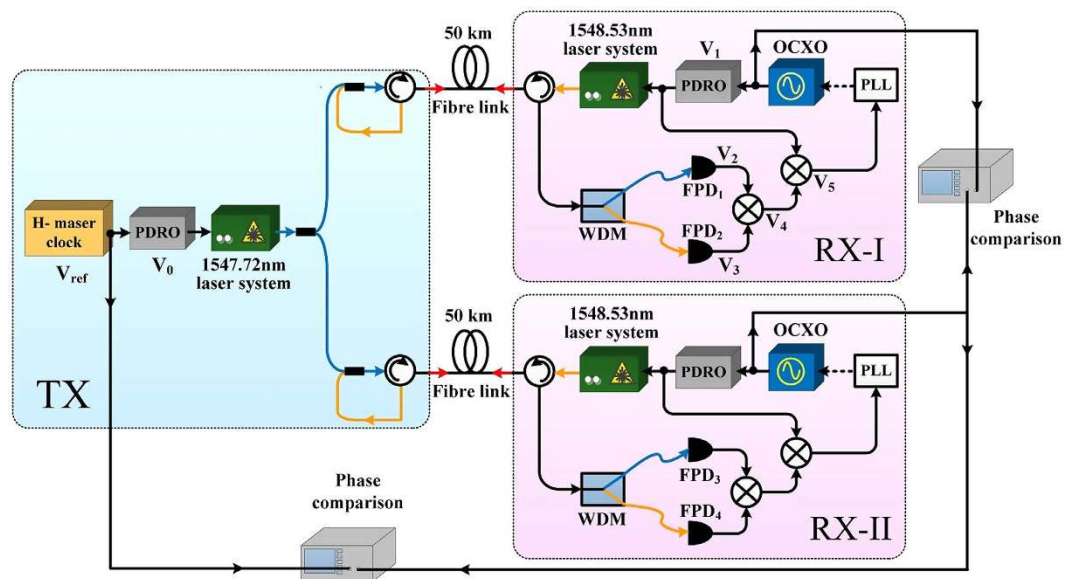 50 km
Fibre link
1548.53nm
laser system
V1
PDRO
OCXO
PLL
V2
FPD1
V4
V5
WDM
FPD2
V3
RX-I
Phase
comparison
H- maser
clock
Vref
PDRO
V0
1547.72nm
laser system
TX
50 km
Fibre link
1548.53nm
laser system
PDRO
OCXO
PLL
FPD3
WDM
FPD4
RX-II
Phase
comparison